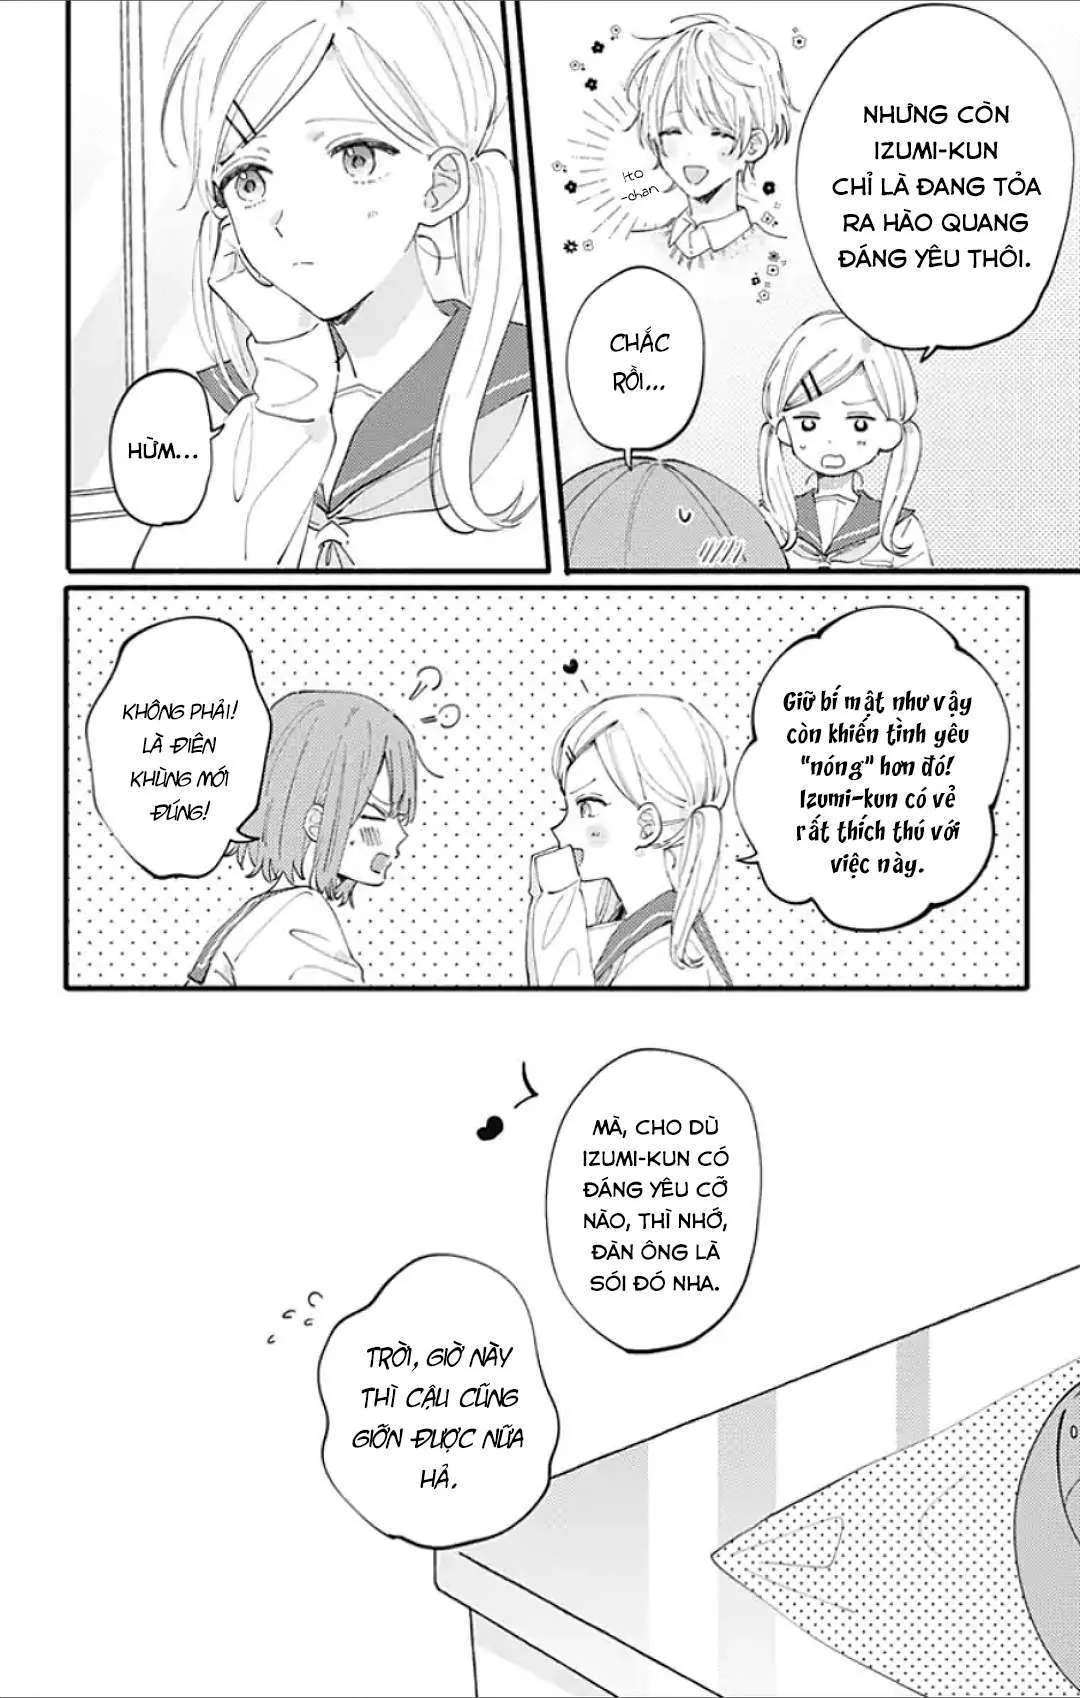 NHƯNG CÒN
IZUMI-KUN
CHỈ LÀ ĐANG TỎA
RA HÀO QUANG
ĐÁNG YÊU THÔI.
Ito
-chan
CHẮC
RỒI...
HỪM...
Giữ bí mật như vậy
còn khiến tình yêu
"nóng" hơn đó!
Izumi-kun có vẻ
rất thích thú với
việc này.
KHÔNG PHẢI!
LÀ ĐIÊN
KHÙNG MỚI
ĐÚNG!
MÀ, CHO DÙ
IZUMI-KUN CÓ
ĐÁNG YÊU CỠ
NÀO, THÌ NHỚ,
ĐÀN ÔNG LÀ
SÓI ĐÓ NHA.
TRỜI, GIỜ NÀY
THÌ CẬU CŨNG
GIỠN ĐƯỢC NỮA
HẢ.